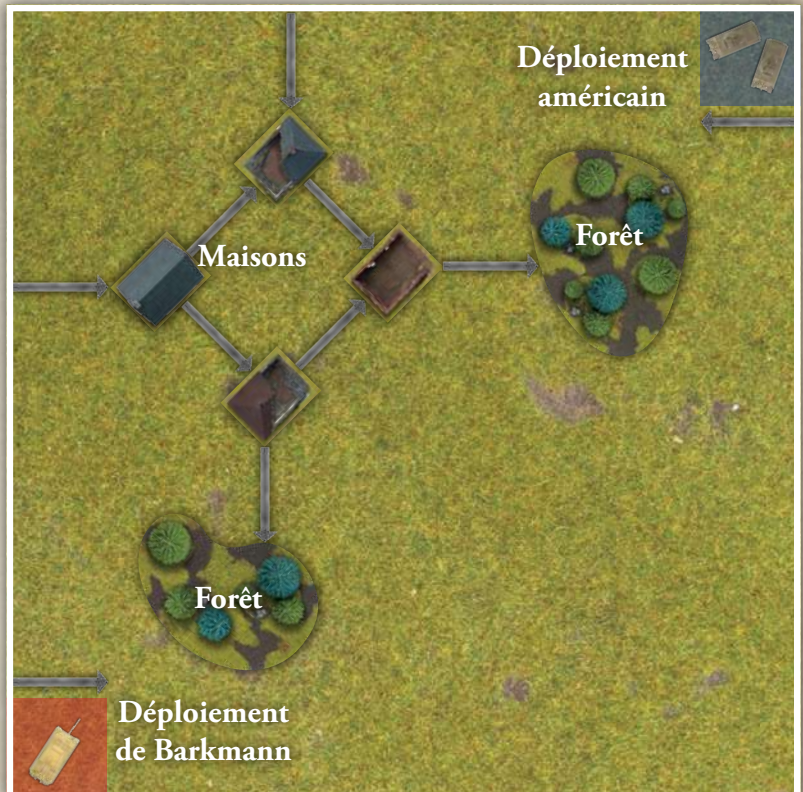 Déploiement
américain
Forêt
Maisons
Forêt
Déploiement
de Barkmann